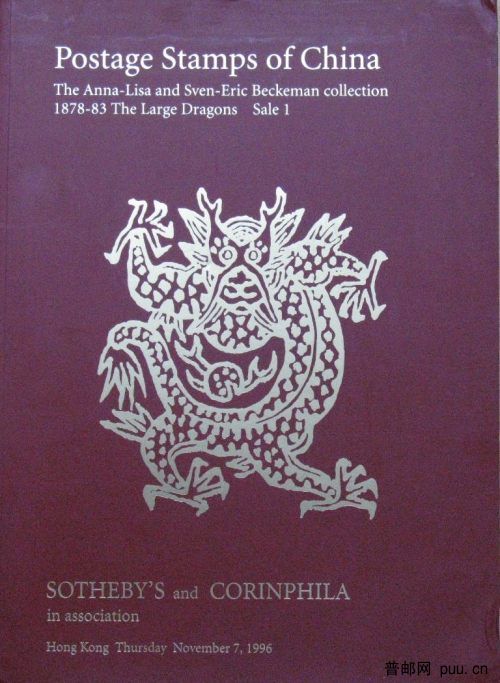 Postage Stamps of China
The Anna-Lisa and Sven-Eric Beckeman collection
1878-83 The Large Dragons Sale 1
SOTHEBY'S and CORINPHILA
in association
Hong Kong Thursday November 7, 1996
普邮网 puu.cn